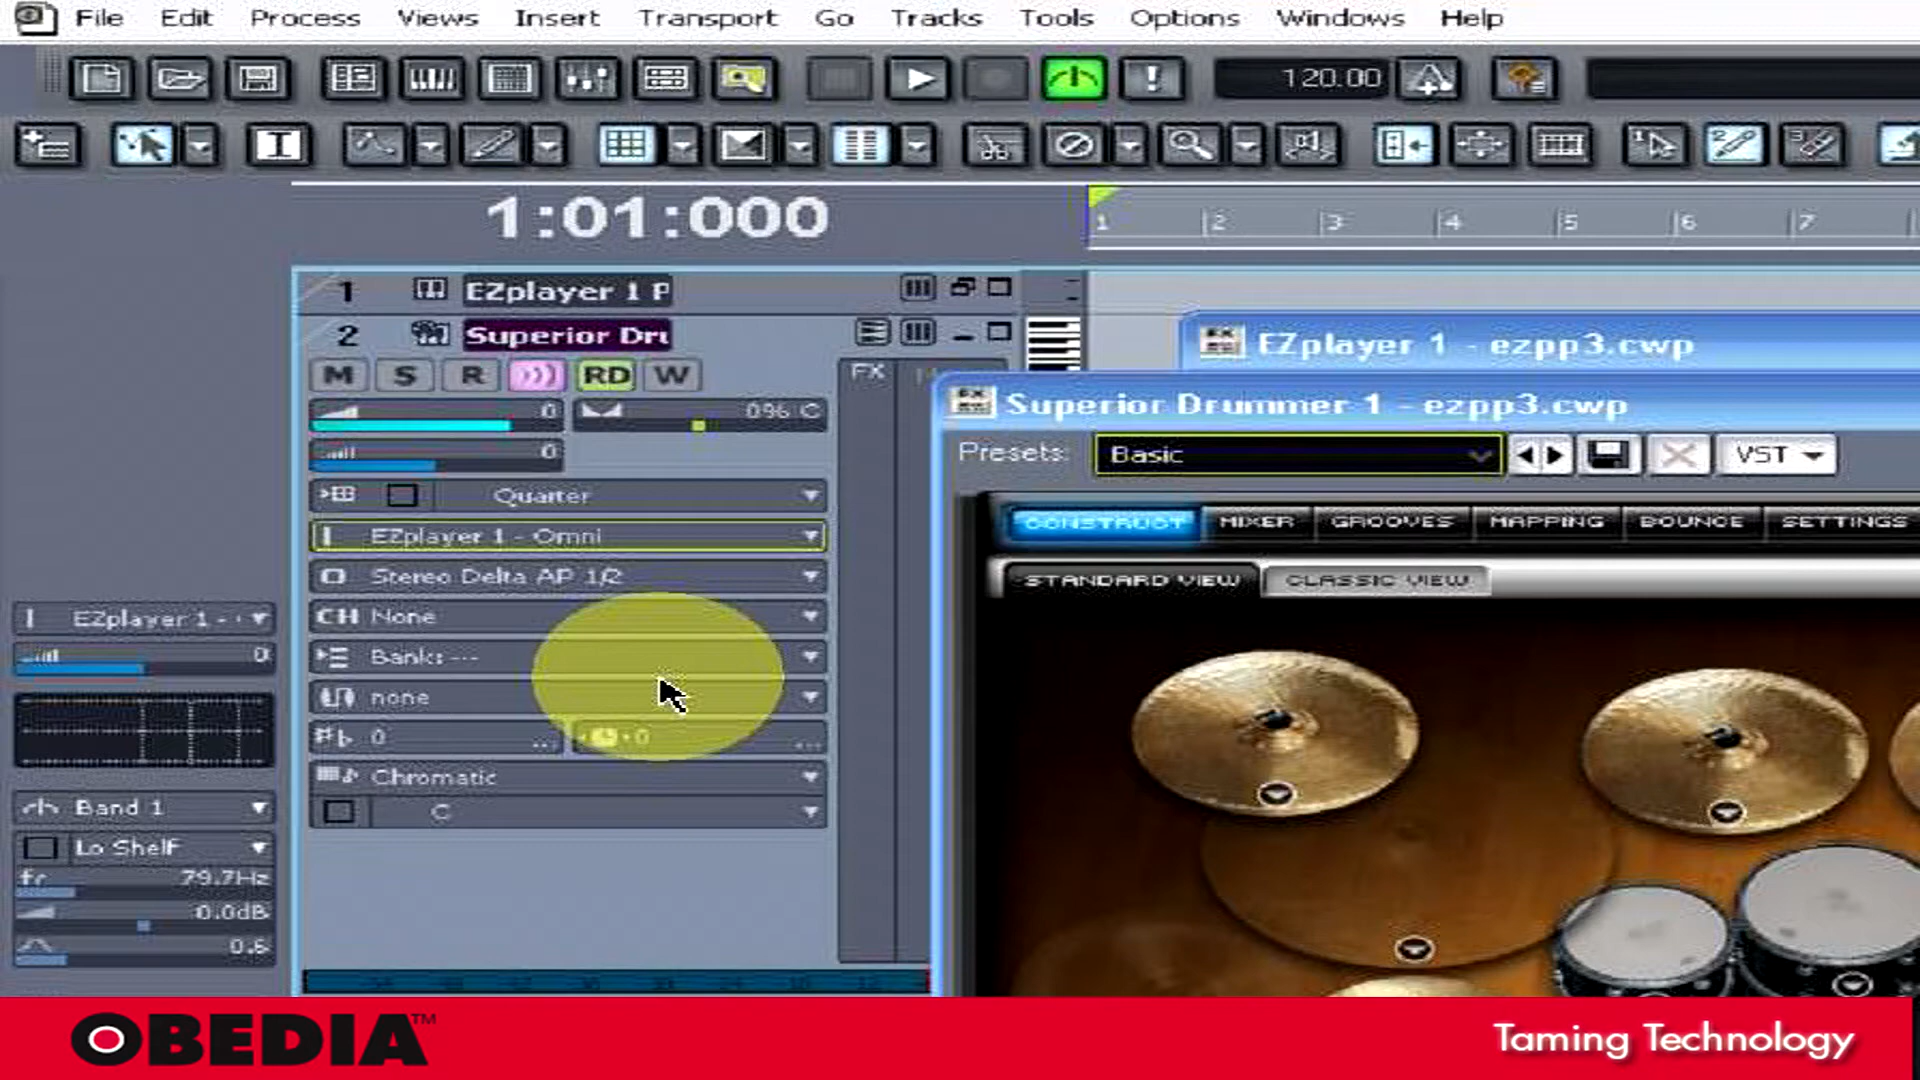 File Edit Process Views Insert Transport Go Tracks Tools Options Windows Help
120.00
1:01:000
1 2 3 4 5 6 7
1 EZplayer 1 P
2 Superior Dru
M S R RD W
FX
0 096 C
0
Quarter
EZplayer 1 - Omni
Stereo Delta AP 1/2
CH None
Bank: ---
none
0 0
Chromatic
C
EZplayer 1 -
0
Band 1
Lo Shelf
fr 79.7Hz
0.0dB
0.6
EZplayer 1 - ezpp3.cwp
Superior Drummer 1 - ezpp3.cwp
Presets: Basic VST
CONSTRUCT MIXER GROOVES MAPPING BOUNCE SETTINGS
STANDARD VIEW CLASSIC VIEW
OBEDIA™
Taming Technology